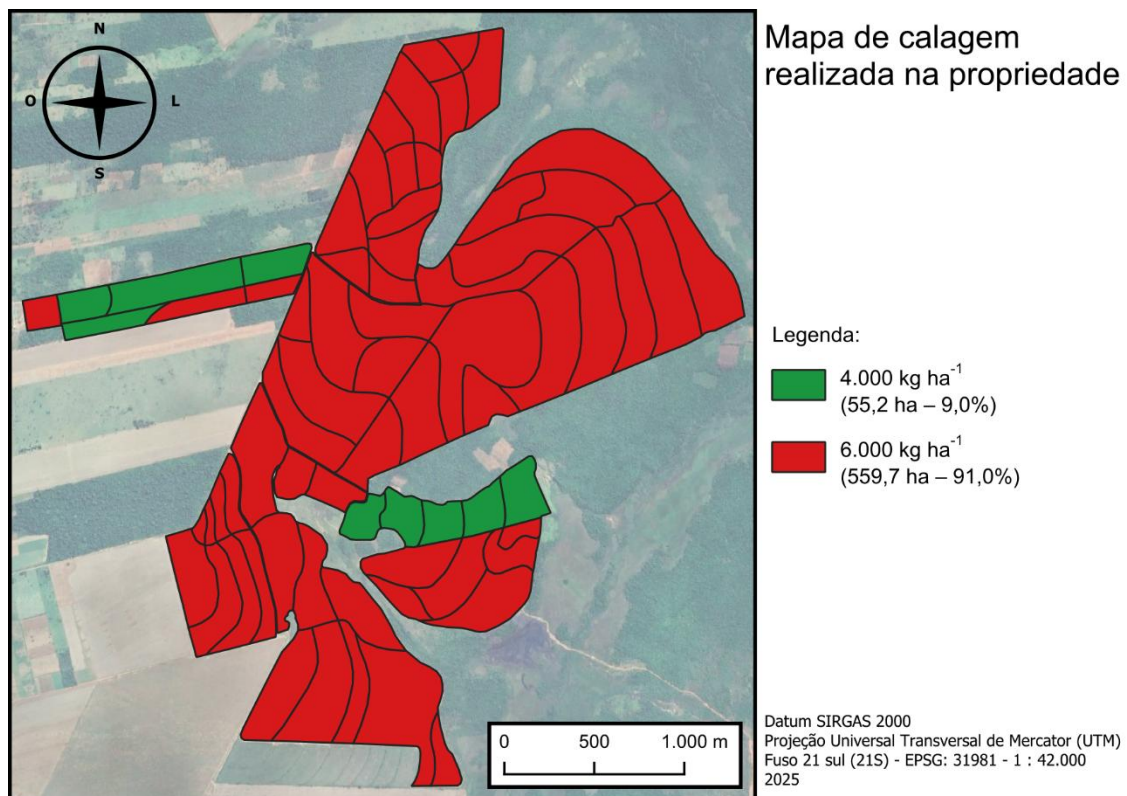 N
O
L
S
Mapa de calagem
realizada na propriedade
Legenda:
4.000 kg ha⁻¹
(55,2 ha – 9,0%)
6.000 kg ha⁻¹
(559,7 ha – 91,0%)
0 500 1.000 m
Datum SIRGAS 2000
Projeção Universal Transversal de Mercator (UTM)
Fuso 21 sul (21S) - EPSG: 31981 - 1 : 42.000
2025